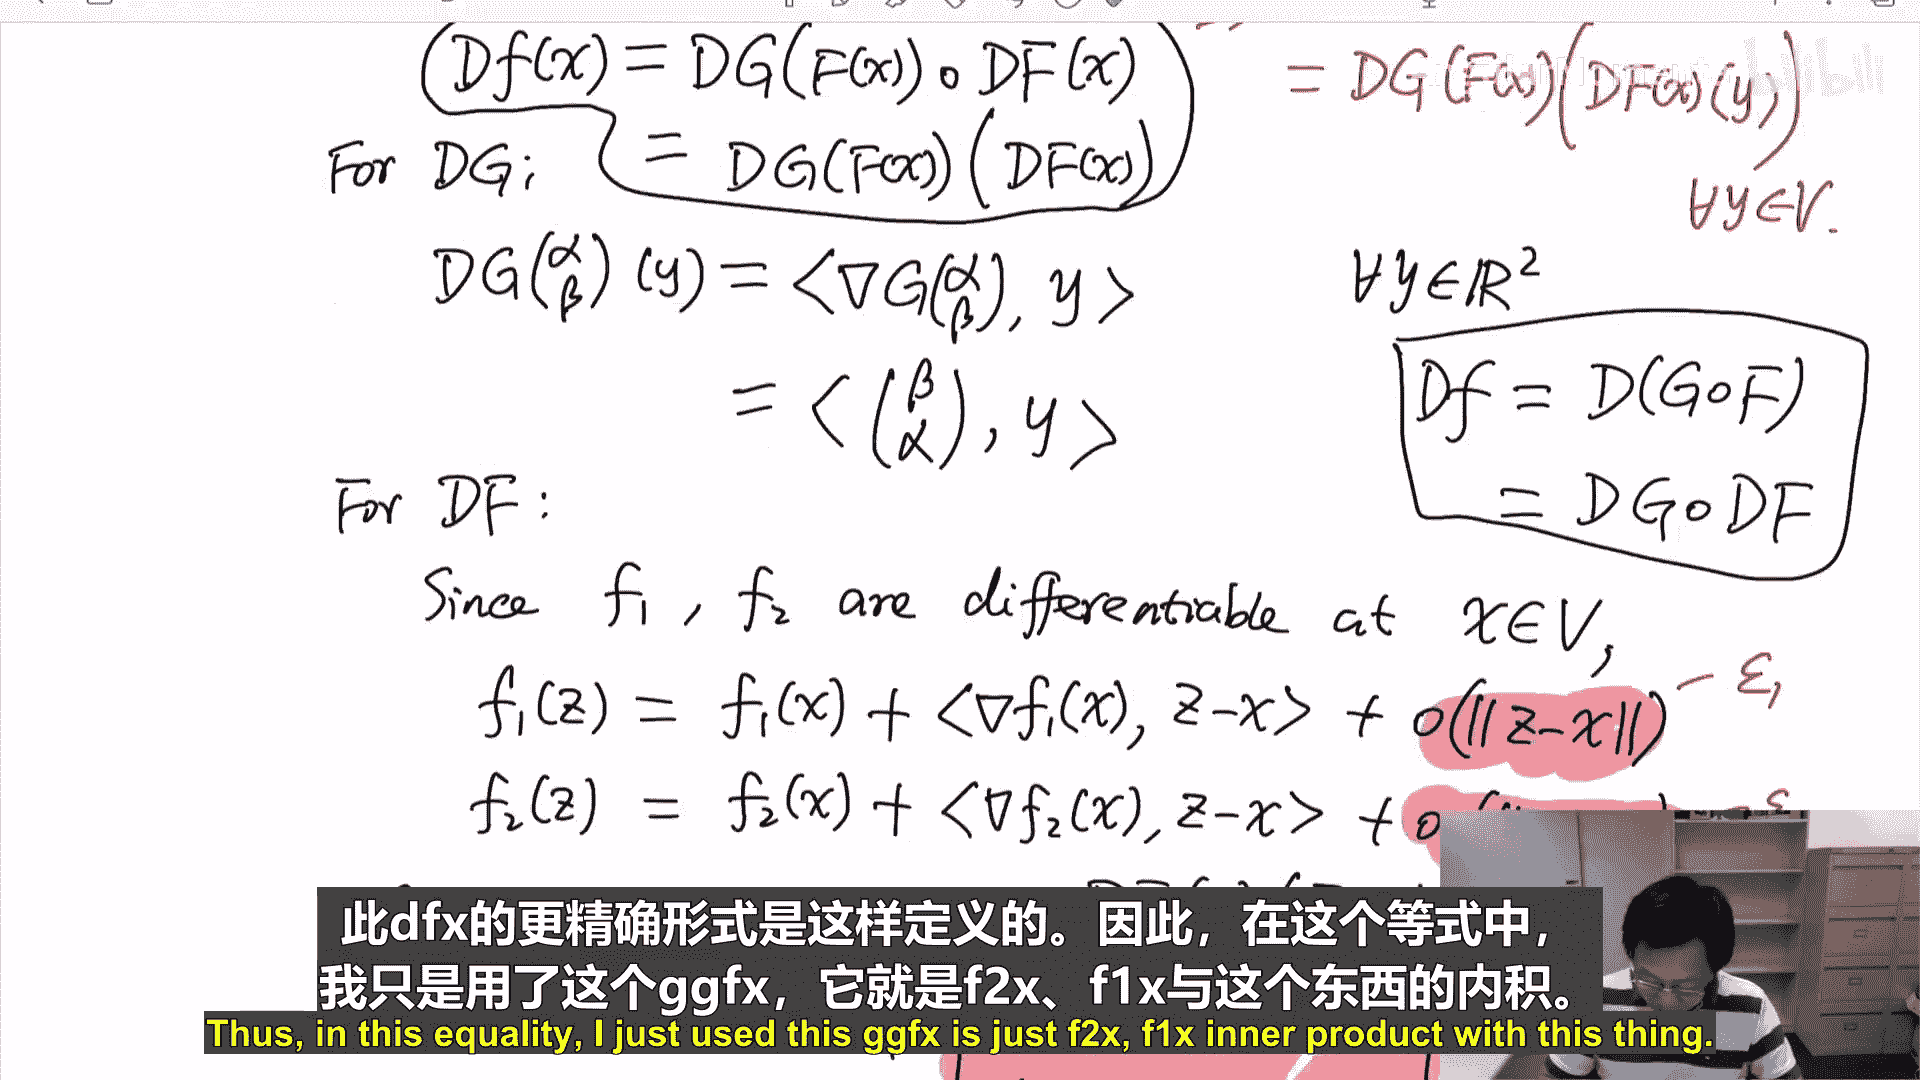 Df(x) = DG(F(x)) ∘ DF(x)
= DG(F(x))(DF(x))
= DG(F(x))(DF(x)(y))
∀y∈V.
bilibili
For DG:
DG(α β)(y) = <∇G(α β), y>
∀y∈ℝ²
= <(β α), y>
Df = D(G∘F)
= DG∘DF
For DF:
Since f₁, f₂ are differentiable at x∈V,
f₁(z) = f₁(x) + <∇f₁(x), z-x> + o(||z-x||) - ε₁
f₂(z) = f₂(x) + <∇f₂(x), z-x> + o
此dfx的更精确形式是这样定义的。因此，在这个等式中，
我只是用了这个ggfx，它就是f2x、f1x与这个东西的内积。
Thus, in this equality, I just used this ggfx is just f2x, f1x inner product with this thing.